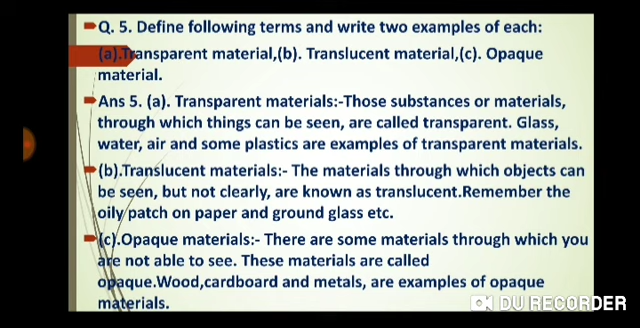 Q. 5. Define following terms and write two examples of each:
(a).Transparent material,(b). Translucent material,(c). Opaque
material.
Ans 5. (a). Transparent materials:-Those substances or materials,
through which things can be seen, are called transparent. Glass,
water, air and some plastics are examples of transparent materials.
(b).Translucent materials:- The materials through which objects can
be seen, but not clearly, are known as translucent.Remember the
oily patch on paper and ground glass etc.
(c).Opaque materials:- There are some materials through which you
are not able to see. These materials are called
opaque.Wood,cardboard and metals, are examples of opaque
materials.
DU RECORDER